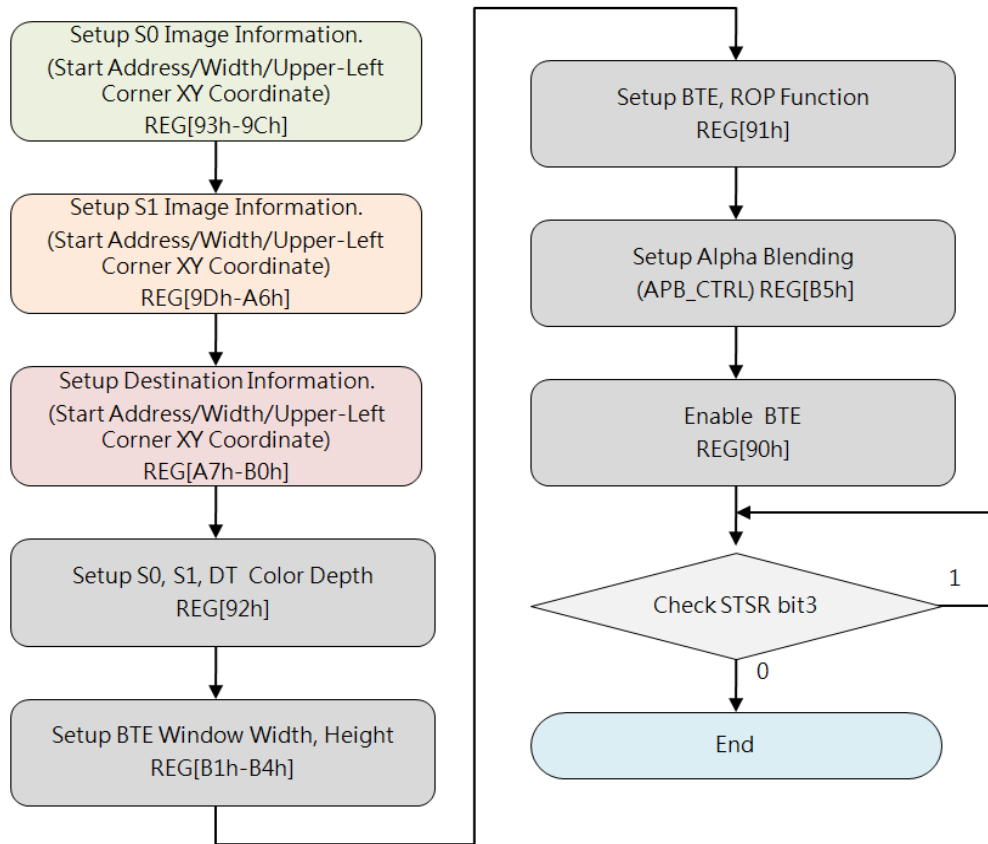 Setup S0 Image Information.
(Start Address/Width/Upper-Left
Corner XY Coordinate)
REG[93h-9Ch]
Setup S1 Image Information.
(Start Address/Width/Upper-Left
Corner XY Coordinate)
REG[9Dh-A6h]
Setup Destination Information.
(Start Address/Width/Upper-Left
Corner XY Coordinate)
REG[A7h-B0h]
Setup S0, S1, DT Color Depth
REG[92h]
Setup BTE Window Width, Height
REG[B1h-B4h]
Setup BTE, ROP Function
REG[91h]
Setup Alpha Blending
(APB_CTRL) REG[B5h]
Enable BTE
REG[90h]
Check STSR bit3
1
0
End